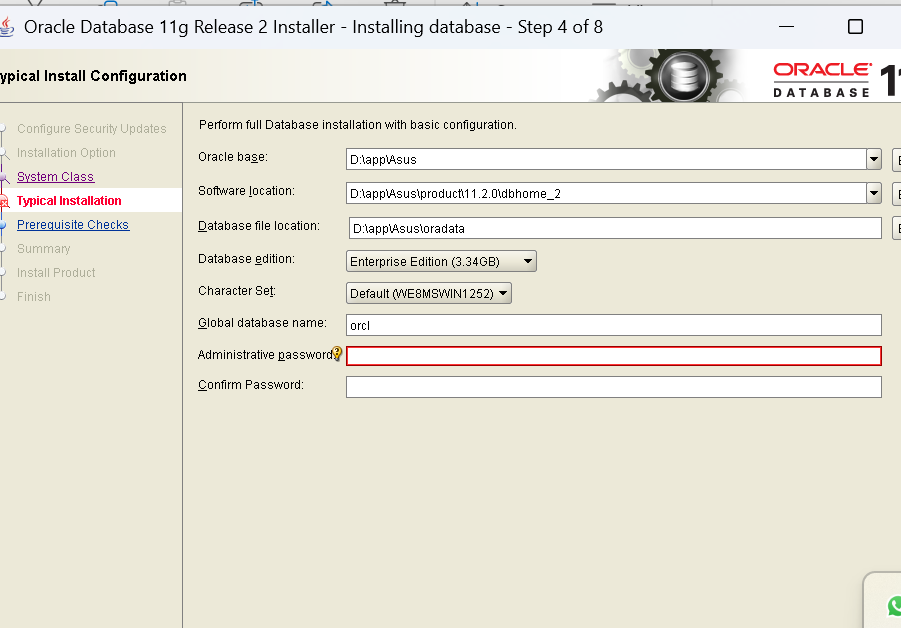 Oracle Database 11g Release 2 Installer - Installing database - Step 4 of 8
ypical Install Configuration
ORACLE
DATABASE 11
Configure Security Updates
Installation Option
System Class
Typical Installation
Prerequisite Checks
Summary
Install Product
Finish
Perform full Database installation with basic configuration.
Oracle base: D:\app\Asus
Software location: D:\app\Asus\product\11.2.0\dbhome_2
Database file location: D:\app\Asus\oradata
Database edition: Enterprise Edition (3.34GB)
Character Set: Default (WE8MSWIN1252)
Global database name: orcl
Administrative password:
Confirm Password: